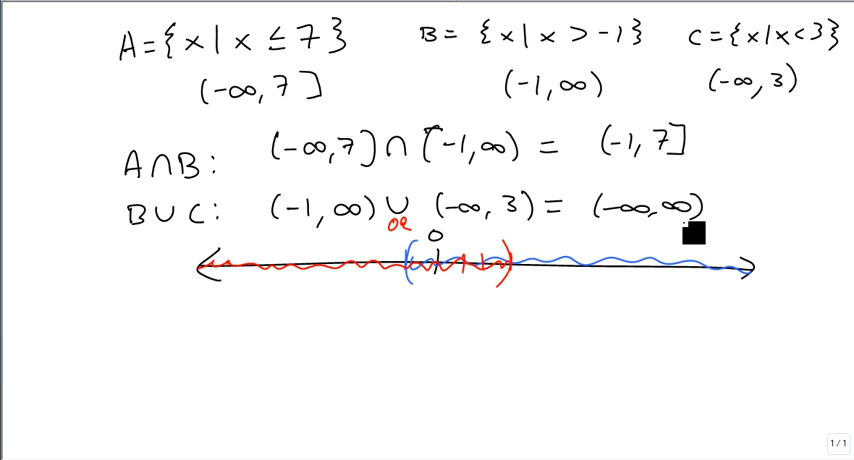 A = {x | x ≤ 7} B = {x | x > -1} C = {x | x < 3}
(-∞, 7] (-1, ∞) (-∞, 3)
A ∩ B: (-∞, 7] ∩ (-1, ∞) = (-1, 7]
B ∪ C: (-1, ∞) ∪ (-∞, 3) = (-∞, ∞)
OR
0
1 / 1